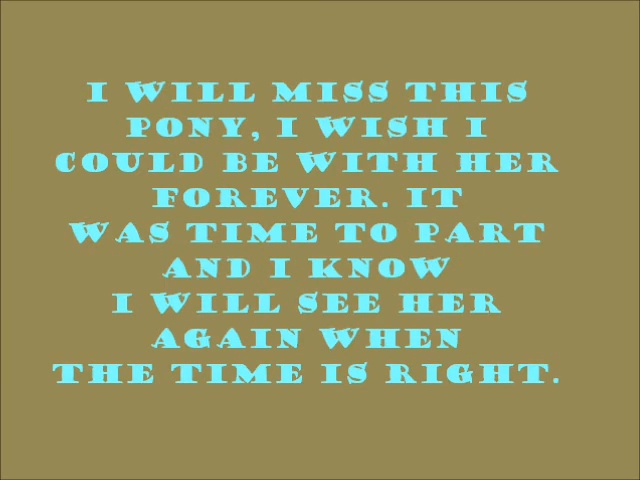 I WILL MISS THIS
PONY, I WISH I
COULD BE WITH HER
FOREVER. IT
WAS TIME TO PART
AND I KNOW
I WILL SEE HER
AGAIN WHEN
THE TIME IS RIGHT.